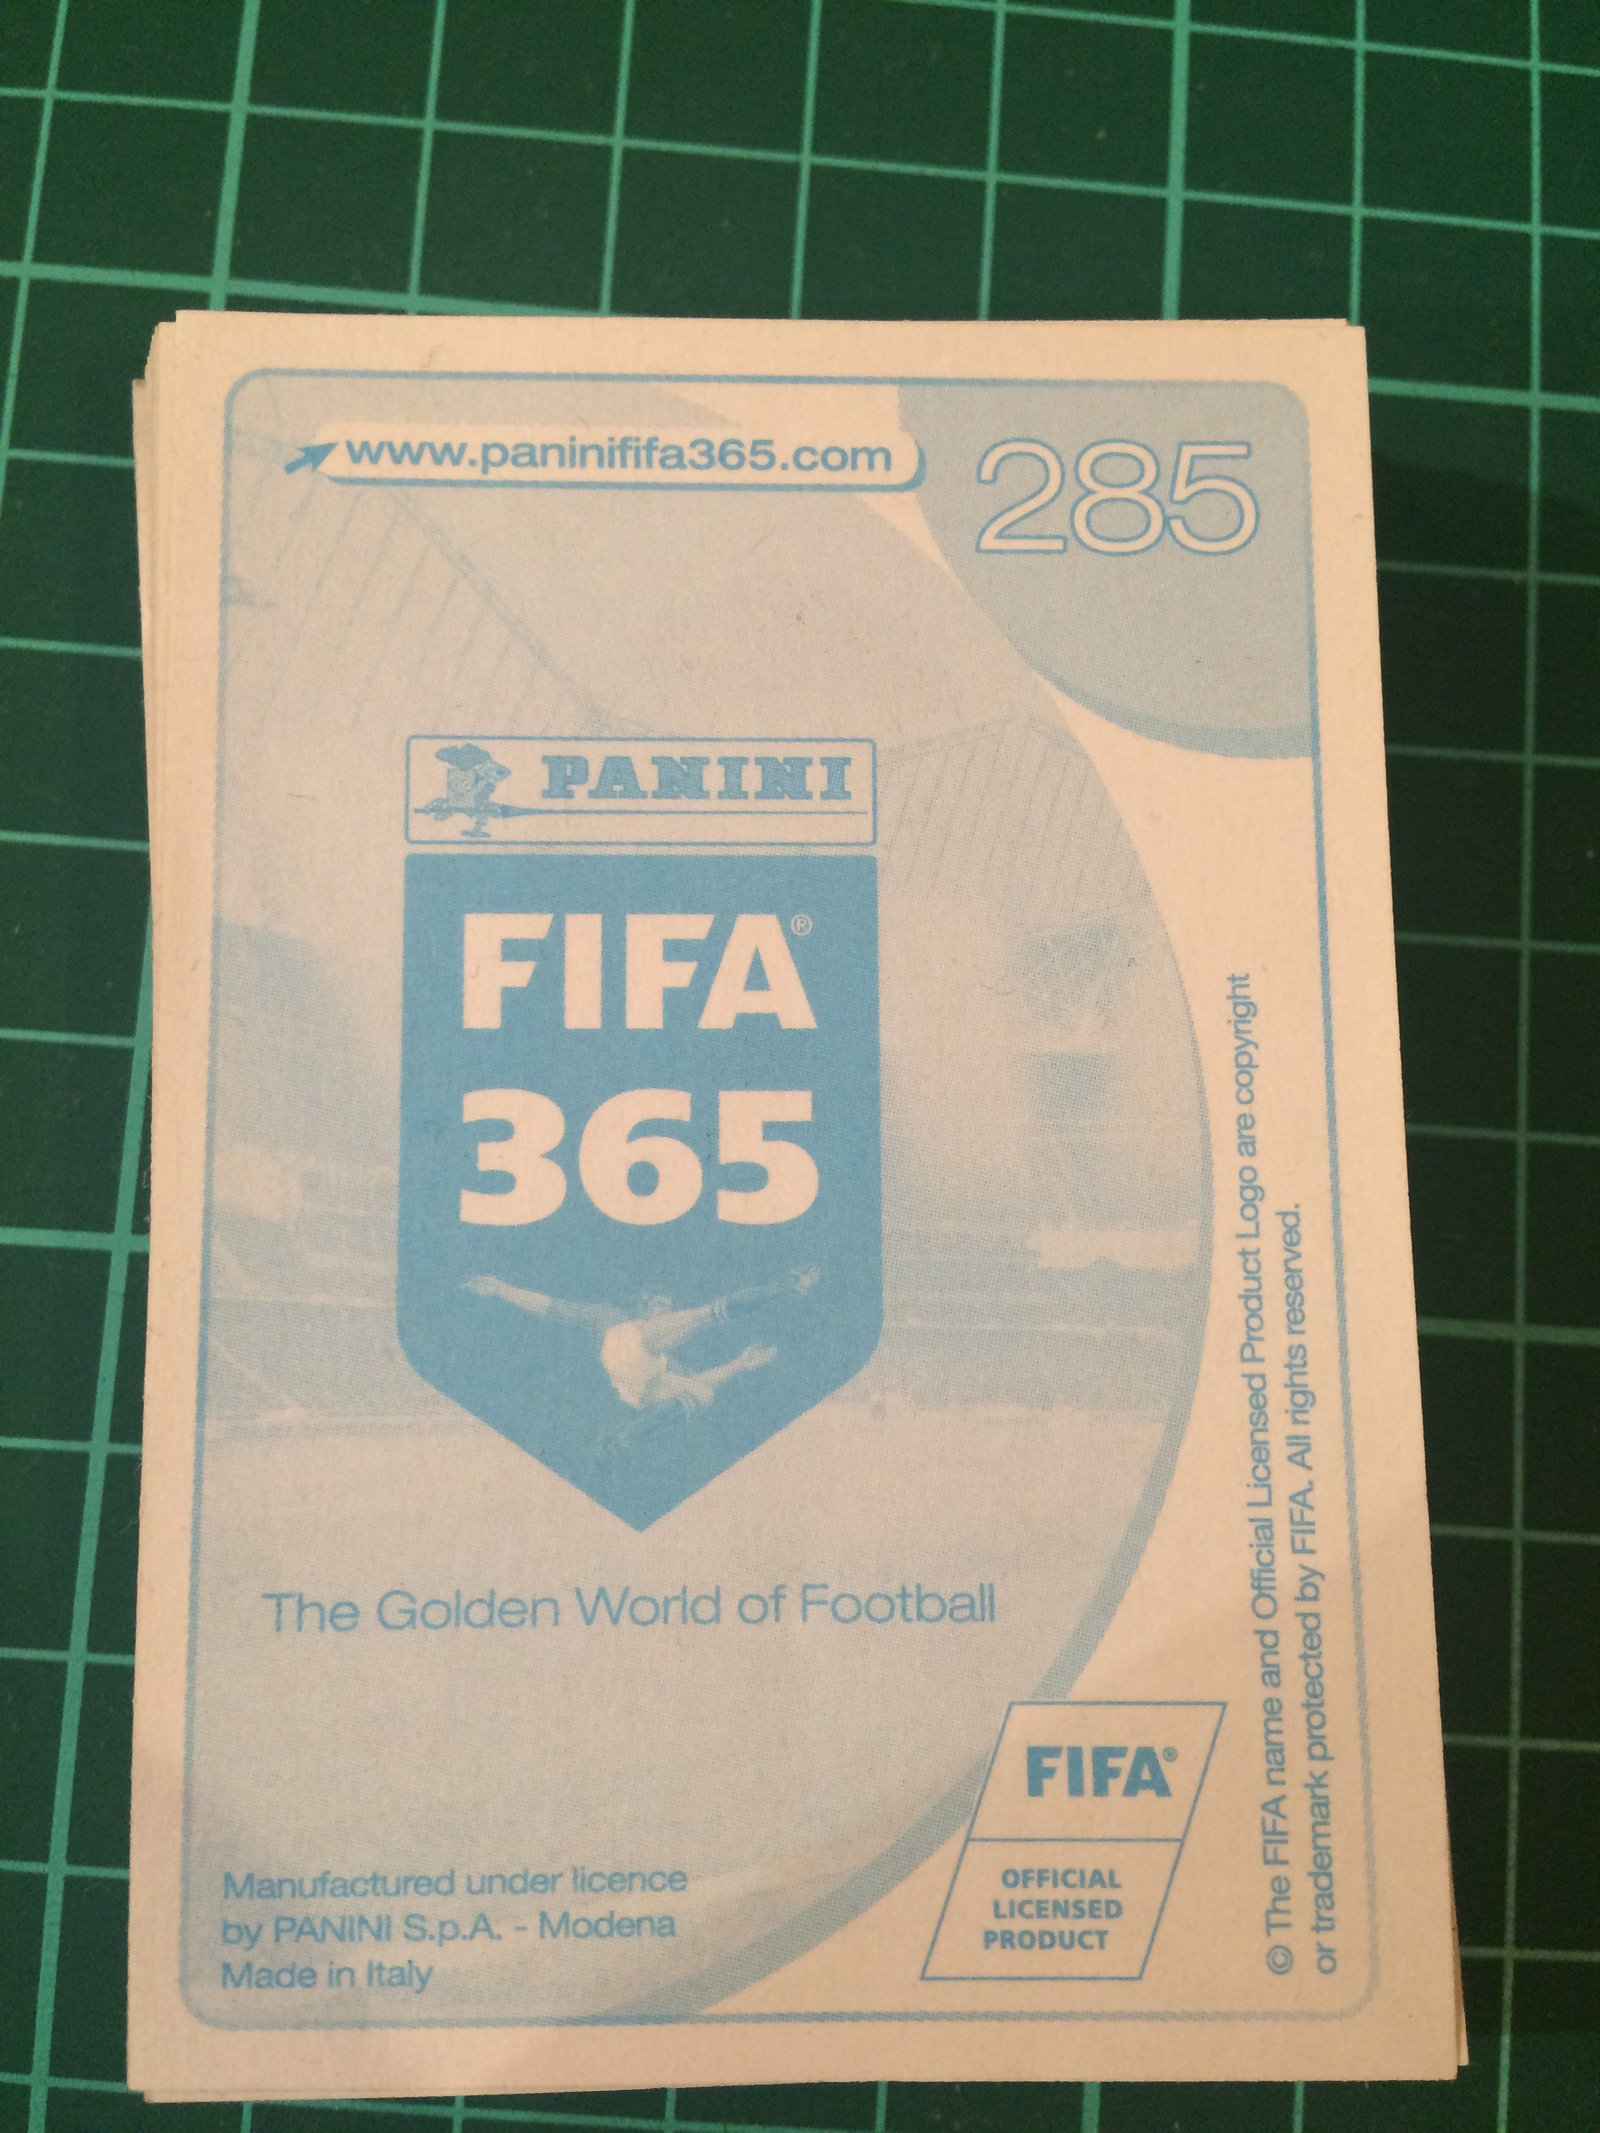 www.paninififa365.com
285
PANINI
FIFA®
365
The Golden World of Football
© The FIFA name and Official Licensed Product Logo are copyright
or trademark protected by FIFA. All rights reserved.
FIFA®
OFFICIAL
LICENSED
PRODUCT
Manufactured under licence
by PANINI S.p.A. - Modena
Made in Italy